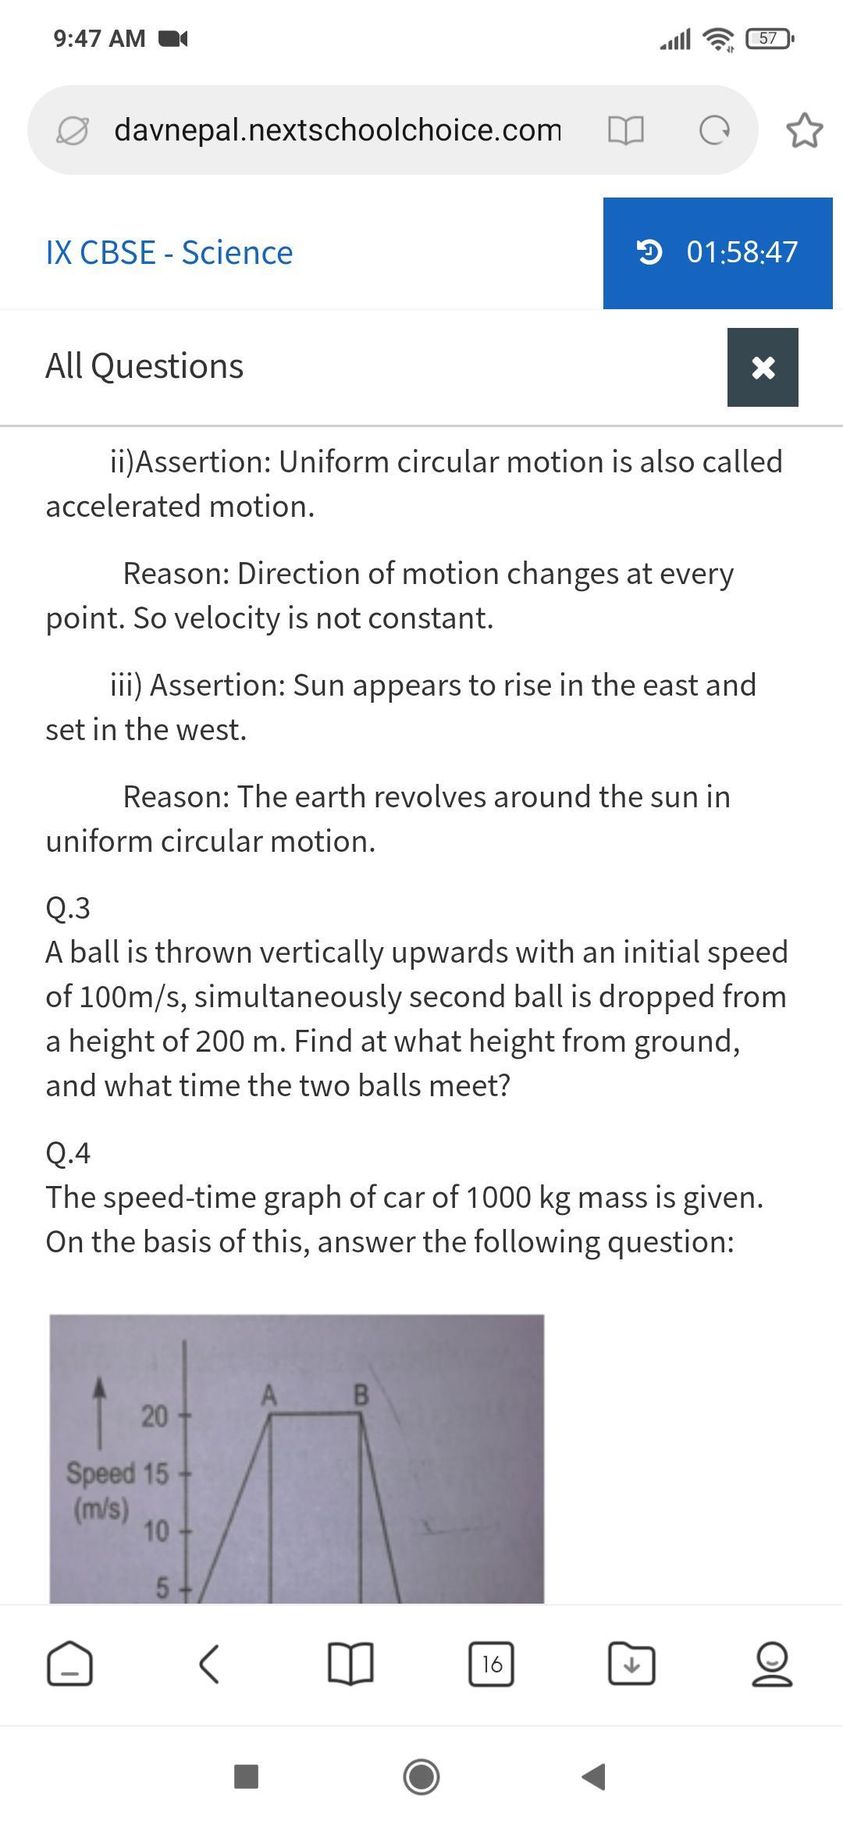 9:47 AM
57
davnepal.nextschoolchoice.com
IX CBSE - Science
01:58:47
All Questions
ii)Assertion: Uniform circular motion is also called
accelerated motion.
Reason: Direction of motion changes at every
point. So velocity is not constant.
iii) Assertion: Sun appears to rise in the east and
set in the west.
Reason: The earth revolves around the sun in
uniform circular motion.
Q.3
A ball is thrown vertically upwards with an initial speed
of 100m/s, simultaneously second ball is dropped from
a height of 200 m. Find at what height from ground,
and what time the two balls meet?
Q.4
The speed-time graph of car of 1000 kg mass is given.
On the basis of this, answer the following question:
A B
20
Speed 15
(m/s)
10
5
16